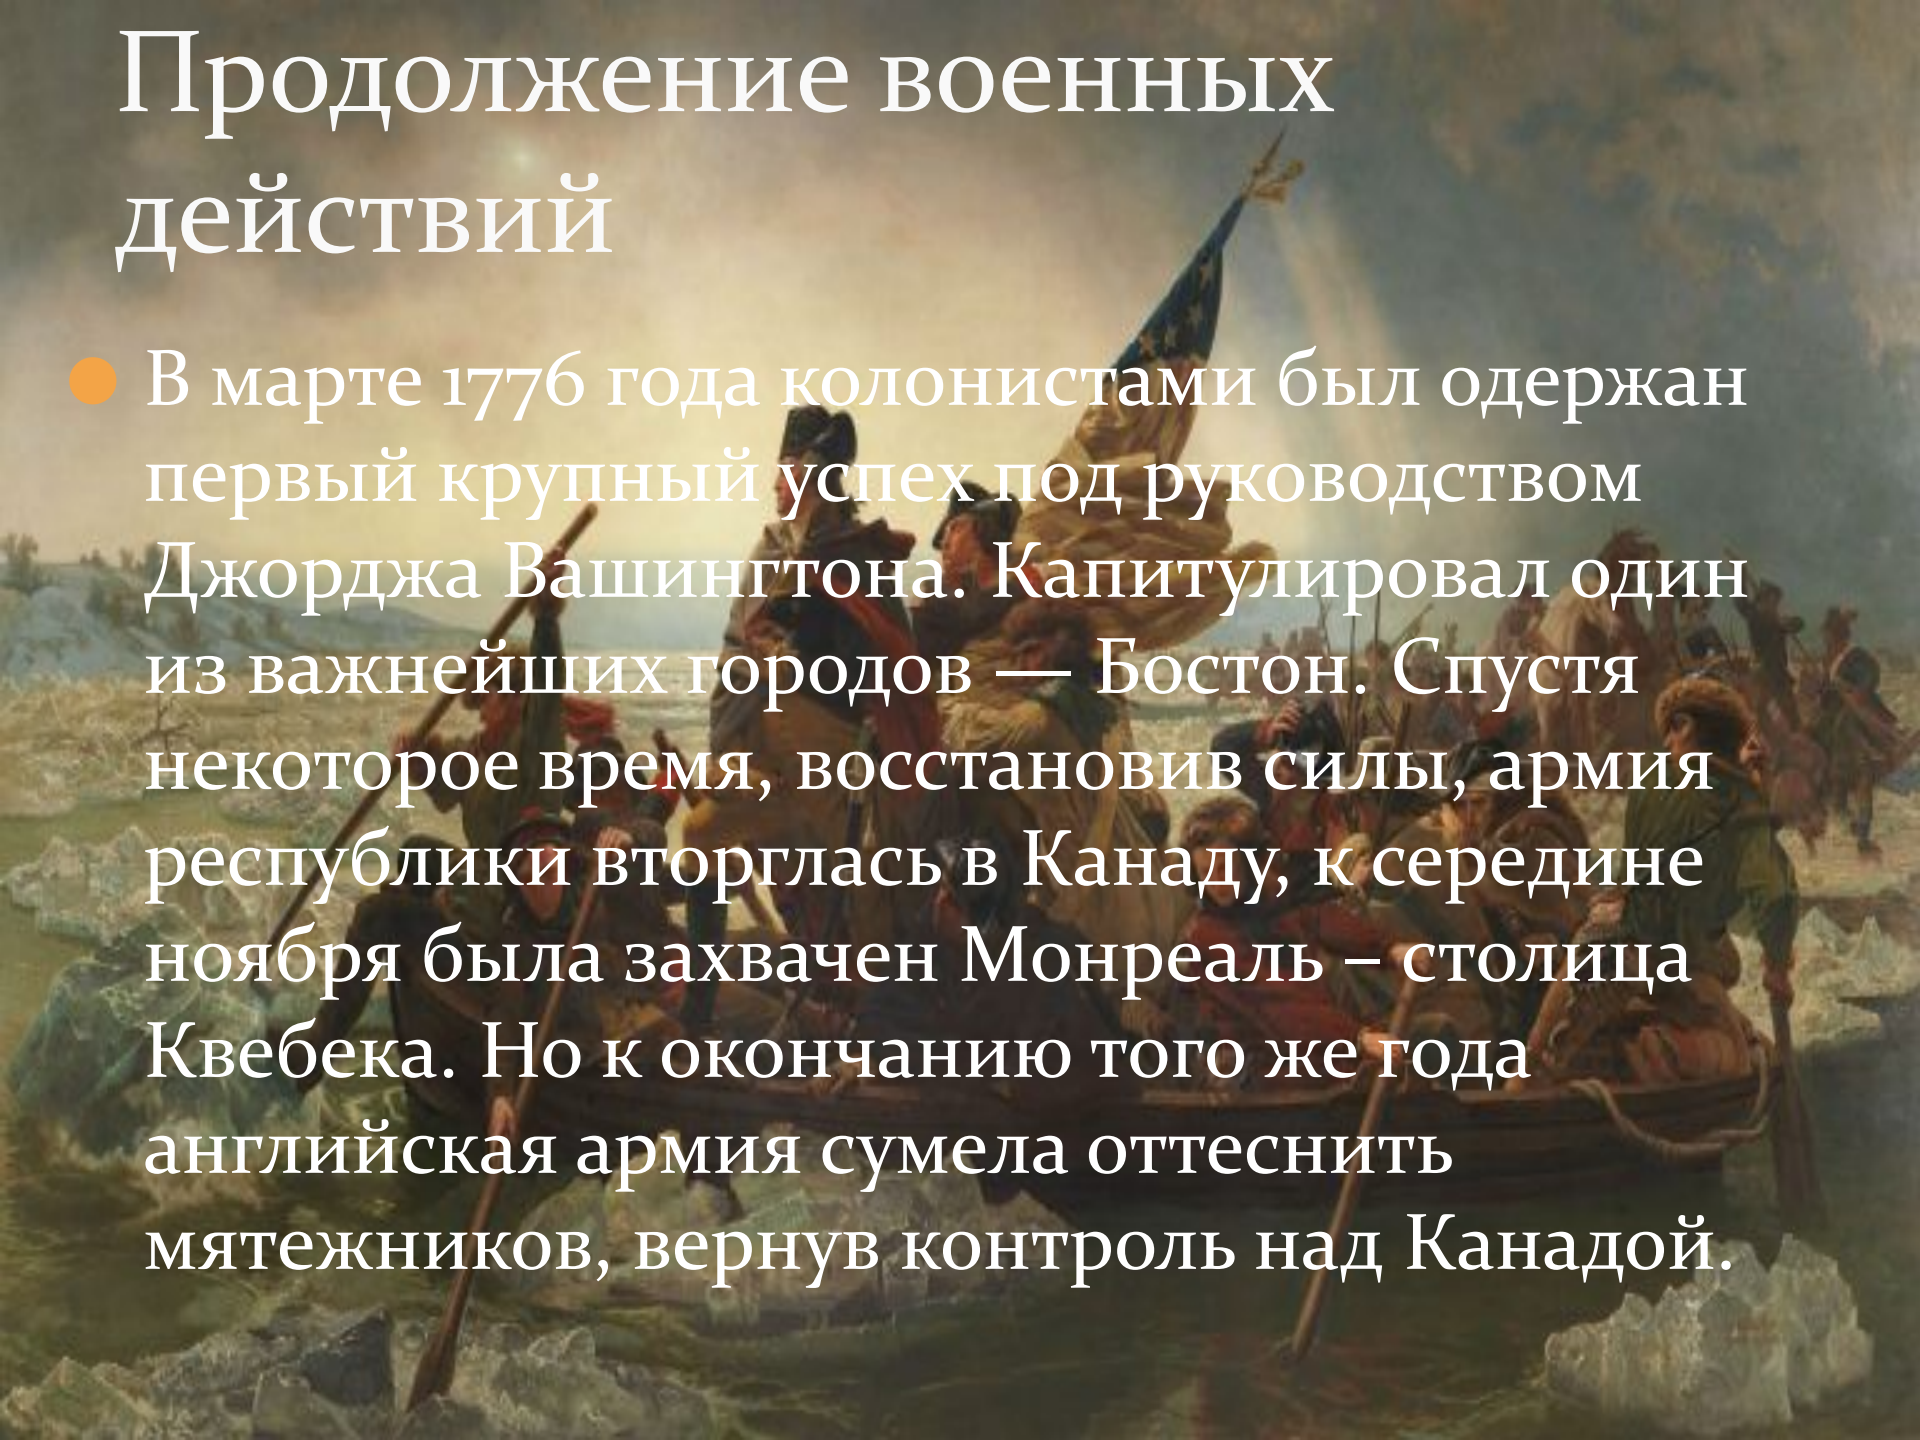 Продолжение военных
действий
В марте 1776 года колонистами был одержан
первый крупный успех под руководством
Джорджа Вашингтона. Капитулировал один
из важнейших городов — Бостон. Спустя
некоторое время, восстановив силы, армия
республики вторглась в Канаду, к середине
ноября была захвачен Монреаль – столица
Квебека. Но к окончанию того же года
английская армия сумела оттеснить
мятежников, вернув контроль над Канадой.